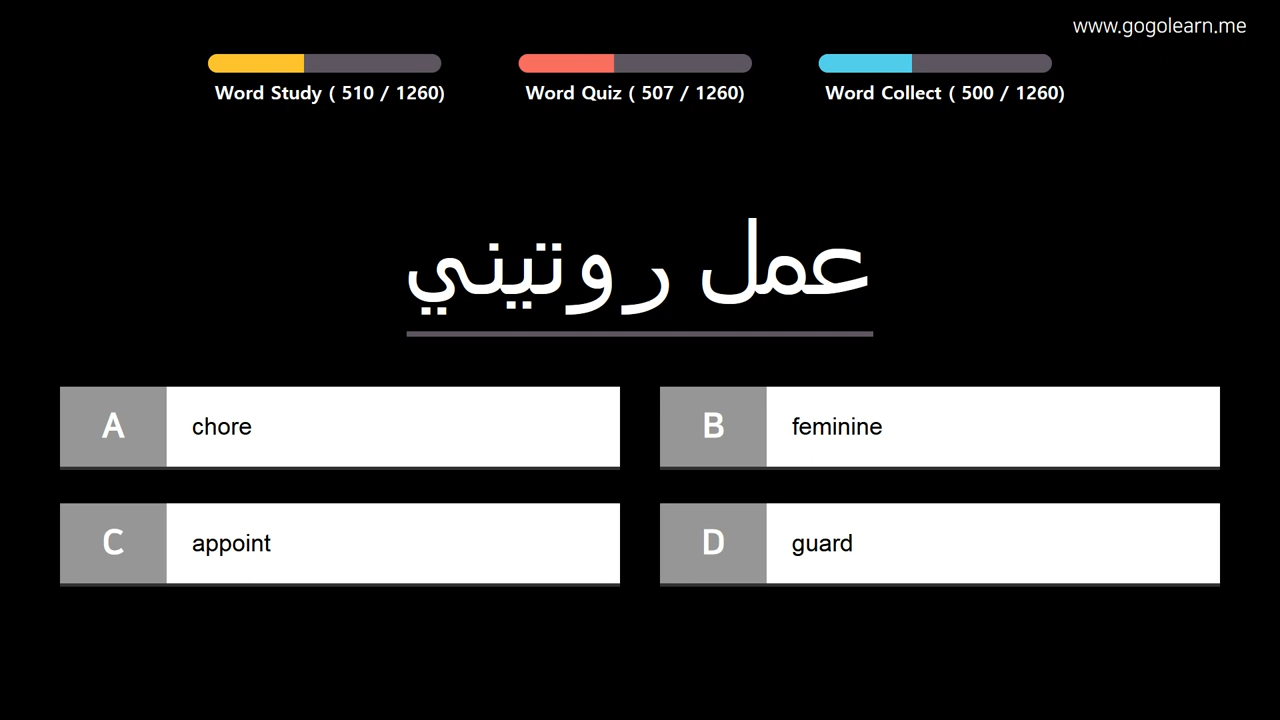 www.gogolearn.me
Word Study ( 510 / 1260)
Word Quiz ( 507 / 1260)
Word Collect ( 500 / 1260)
عمل روتيني
A chore
B feminine
C appoint
D guard